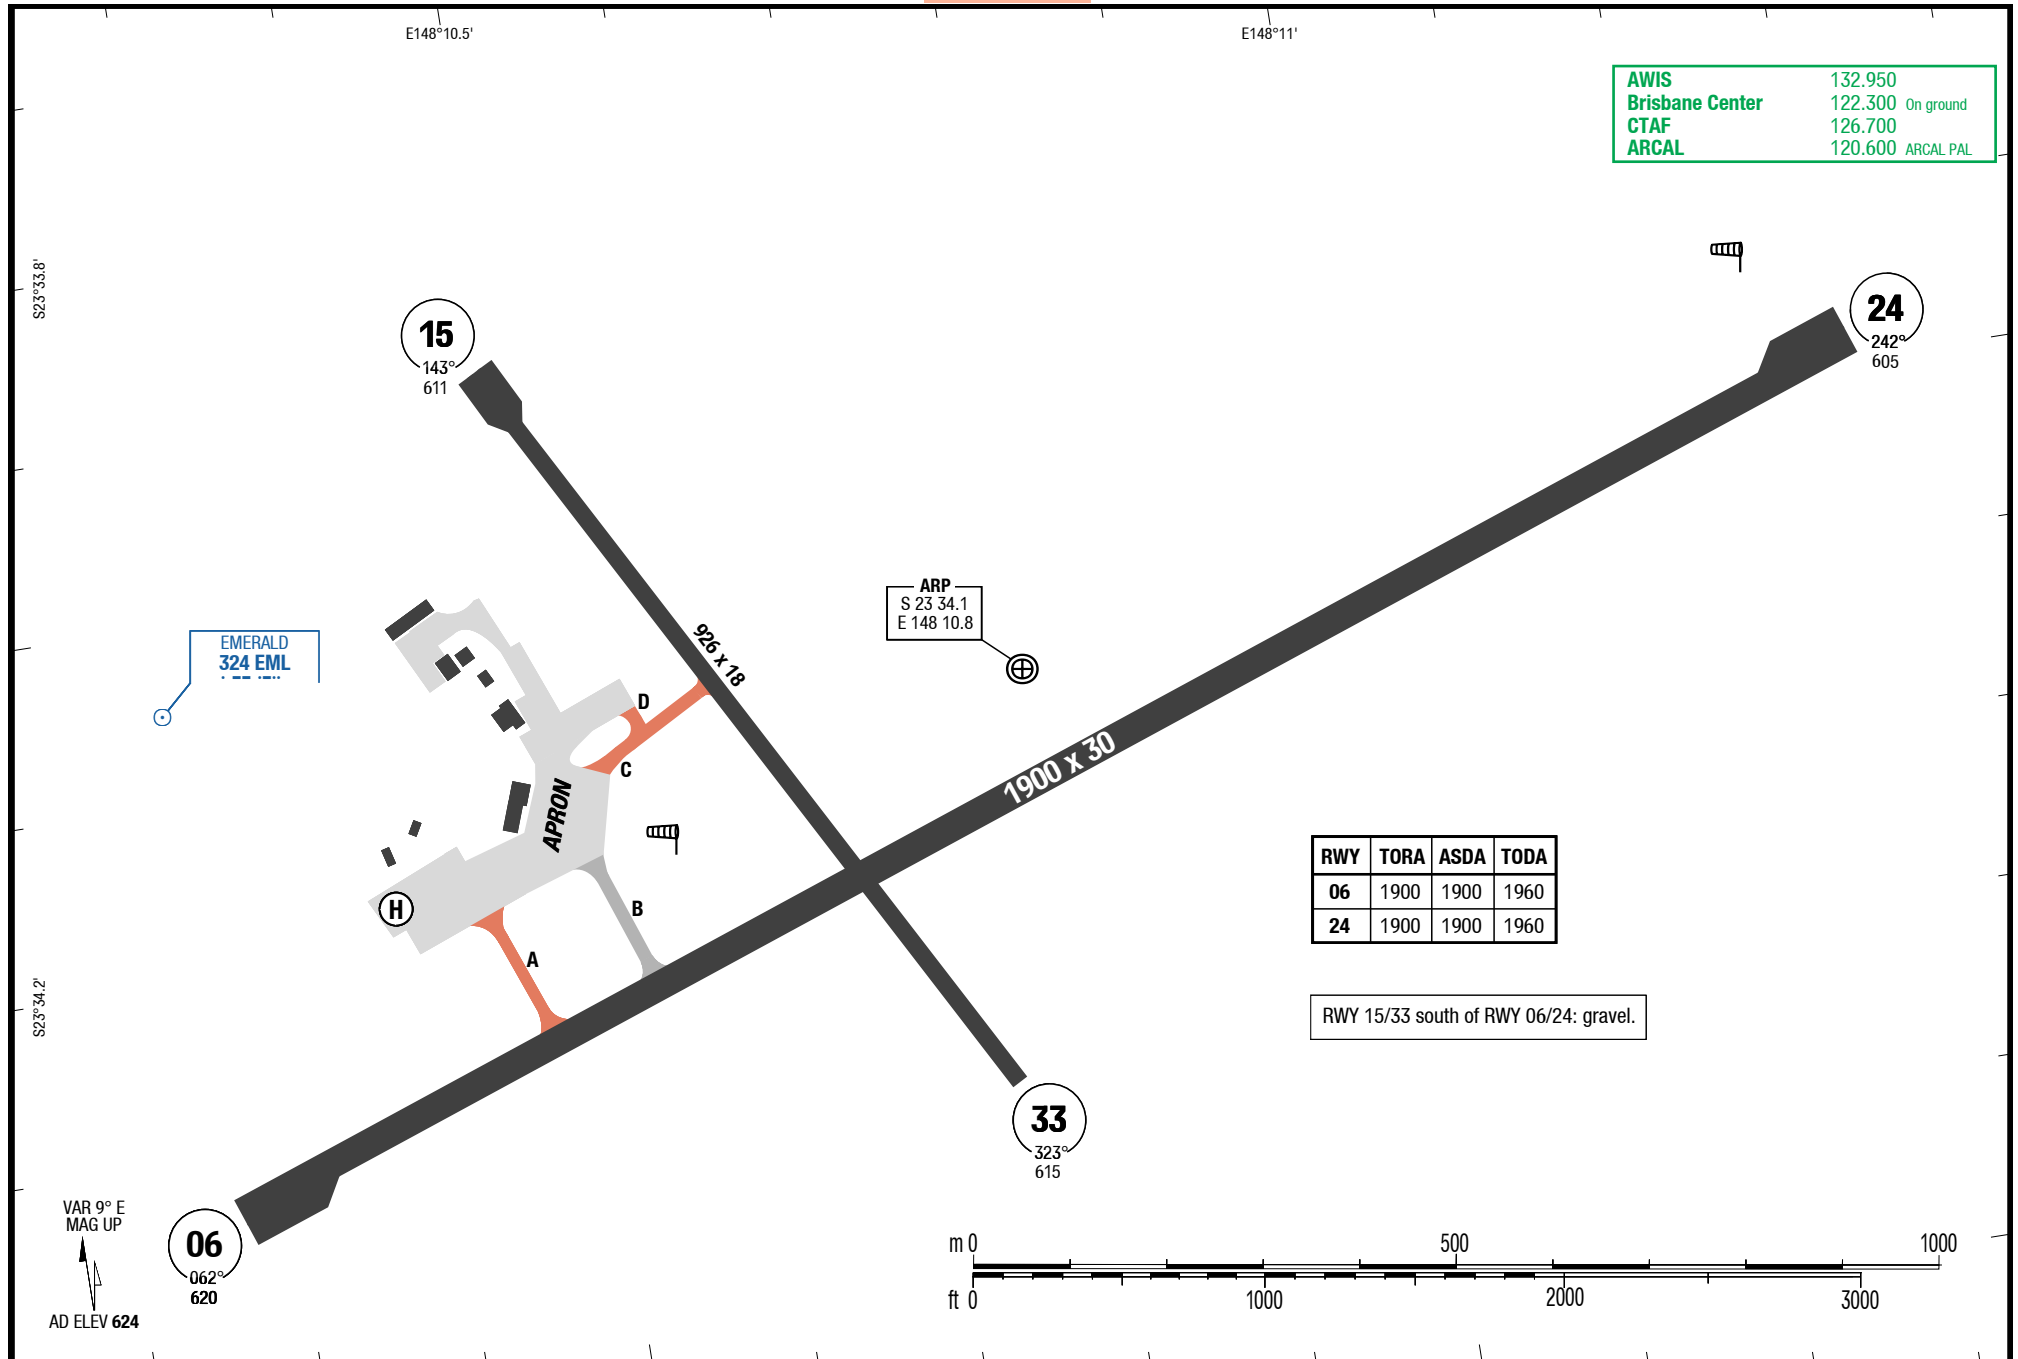 E148°10.5'
E148°11'
AWIS 132.950
Brisbane Center 122.300 On ground
CTAF 126.700
ARCAL 120.600 ARCAL PAL
S23°33.8'
15
143°
611
24
242°
605
ARP
S 23 34.1
E 148 10.8
926 x 18
EMERALD
324 EML
D
C
1900 x 30
APRON
H
B
A
RWY TORA ASDA TODA
06 1900 1900 1960
24 1900 1900 1960
S23°34.2'
RWY 15/33 south of RWY 06/24: gravel.
33
323°
615
VAR 9° E
MAG UP
06
062°
620
AD ELEV 624
m 0 500 1000
ft 0 1000 2000 3000